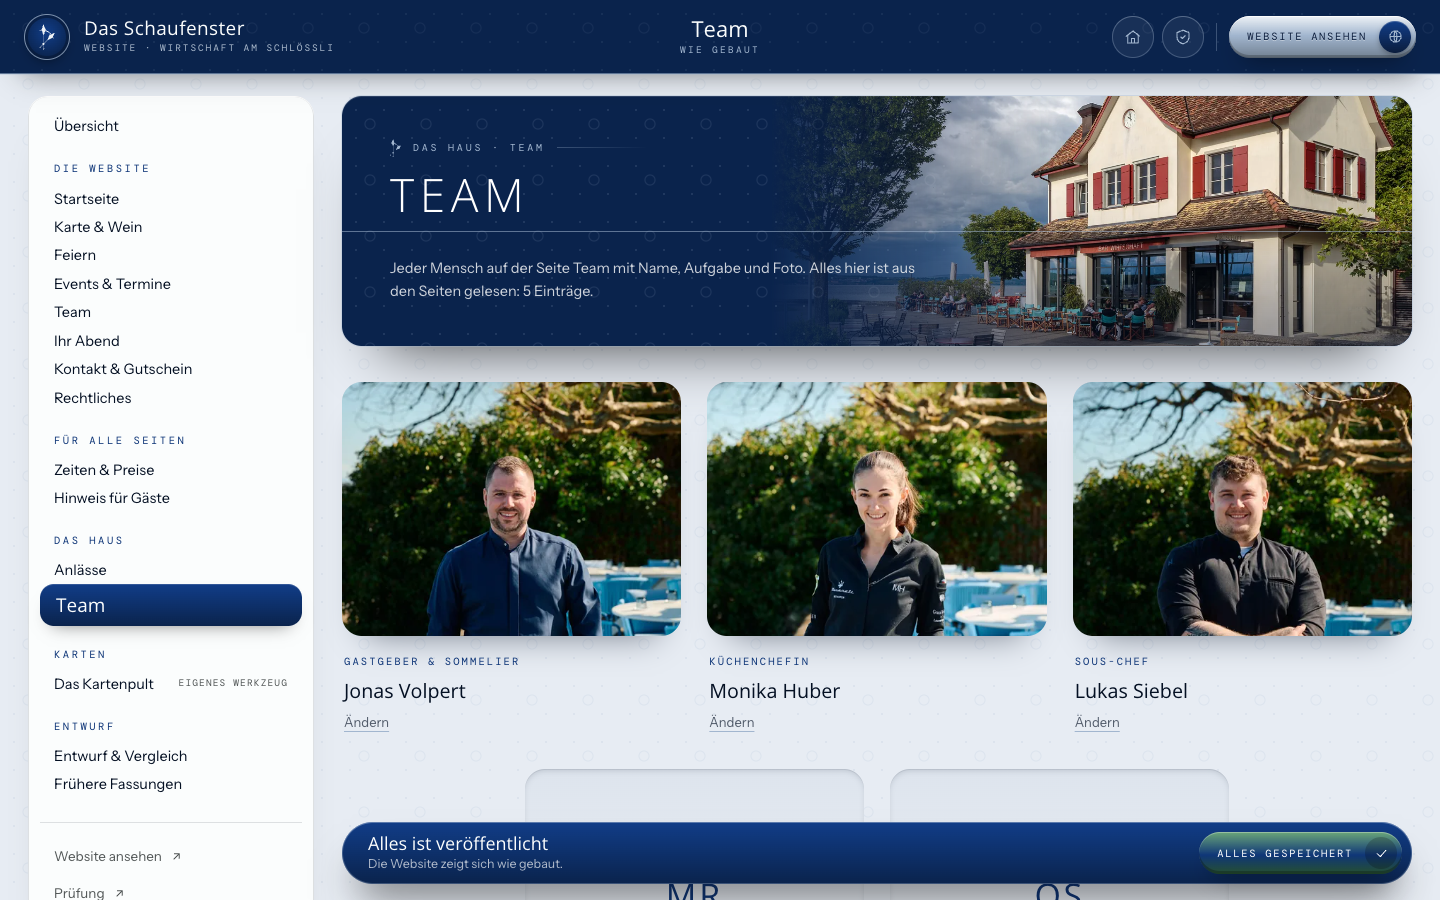 Das Schaufenster
WEBSITE · WIRTSCHAFT AM SCHLÖSSLI
Team
WIE GEBAUT
WEBSITE ANSEHEN
Übersicht
DIE WEBSITE
Startseite
Karte & Wein
Feiern
Events & Termine
Team
Ihr Abend
Kontakt & Gutschein
Rechtliches
FÜR ALLE SEITEN
Zeiten & Preise
Hinweis für Gäste
DAS HAUS
Anlässe
Team
KARTEN
Das Kartenpult EIGENES WERKZEUG
ENTWURF
Entwurf & Vergleich
Frühere Fassungen
Website ansehen
Prüfung
DAS HAUS · TEAM
TEAM
Jeder Mensch auf der Seite Team mit Name, Aufgabe und Foto. Alles hier ist aus
den Seiten gelesen: 5 Einträge.
GASTGEBER & SOMMELIER
Jonas Volpert
Ändern
KÜCHENCHEFIN
Monika Huber
Ändern
SOUS-CHEF
Lukas Siebel
Ändern
Alles ist veröffentlicht
Die Website zeigt sich wie gebaut.
ALLES GESPEICHERT
MR
OS